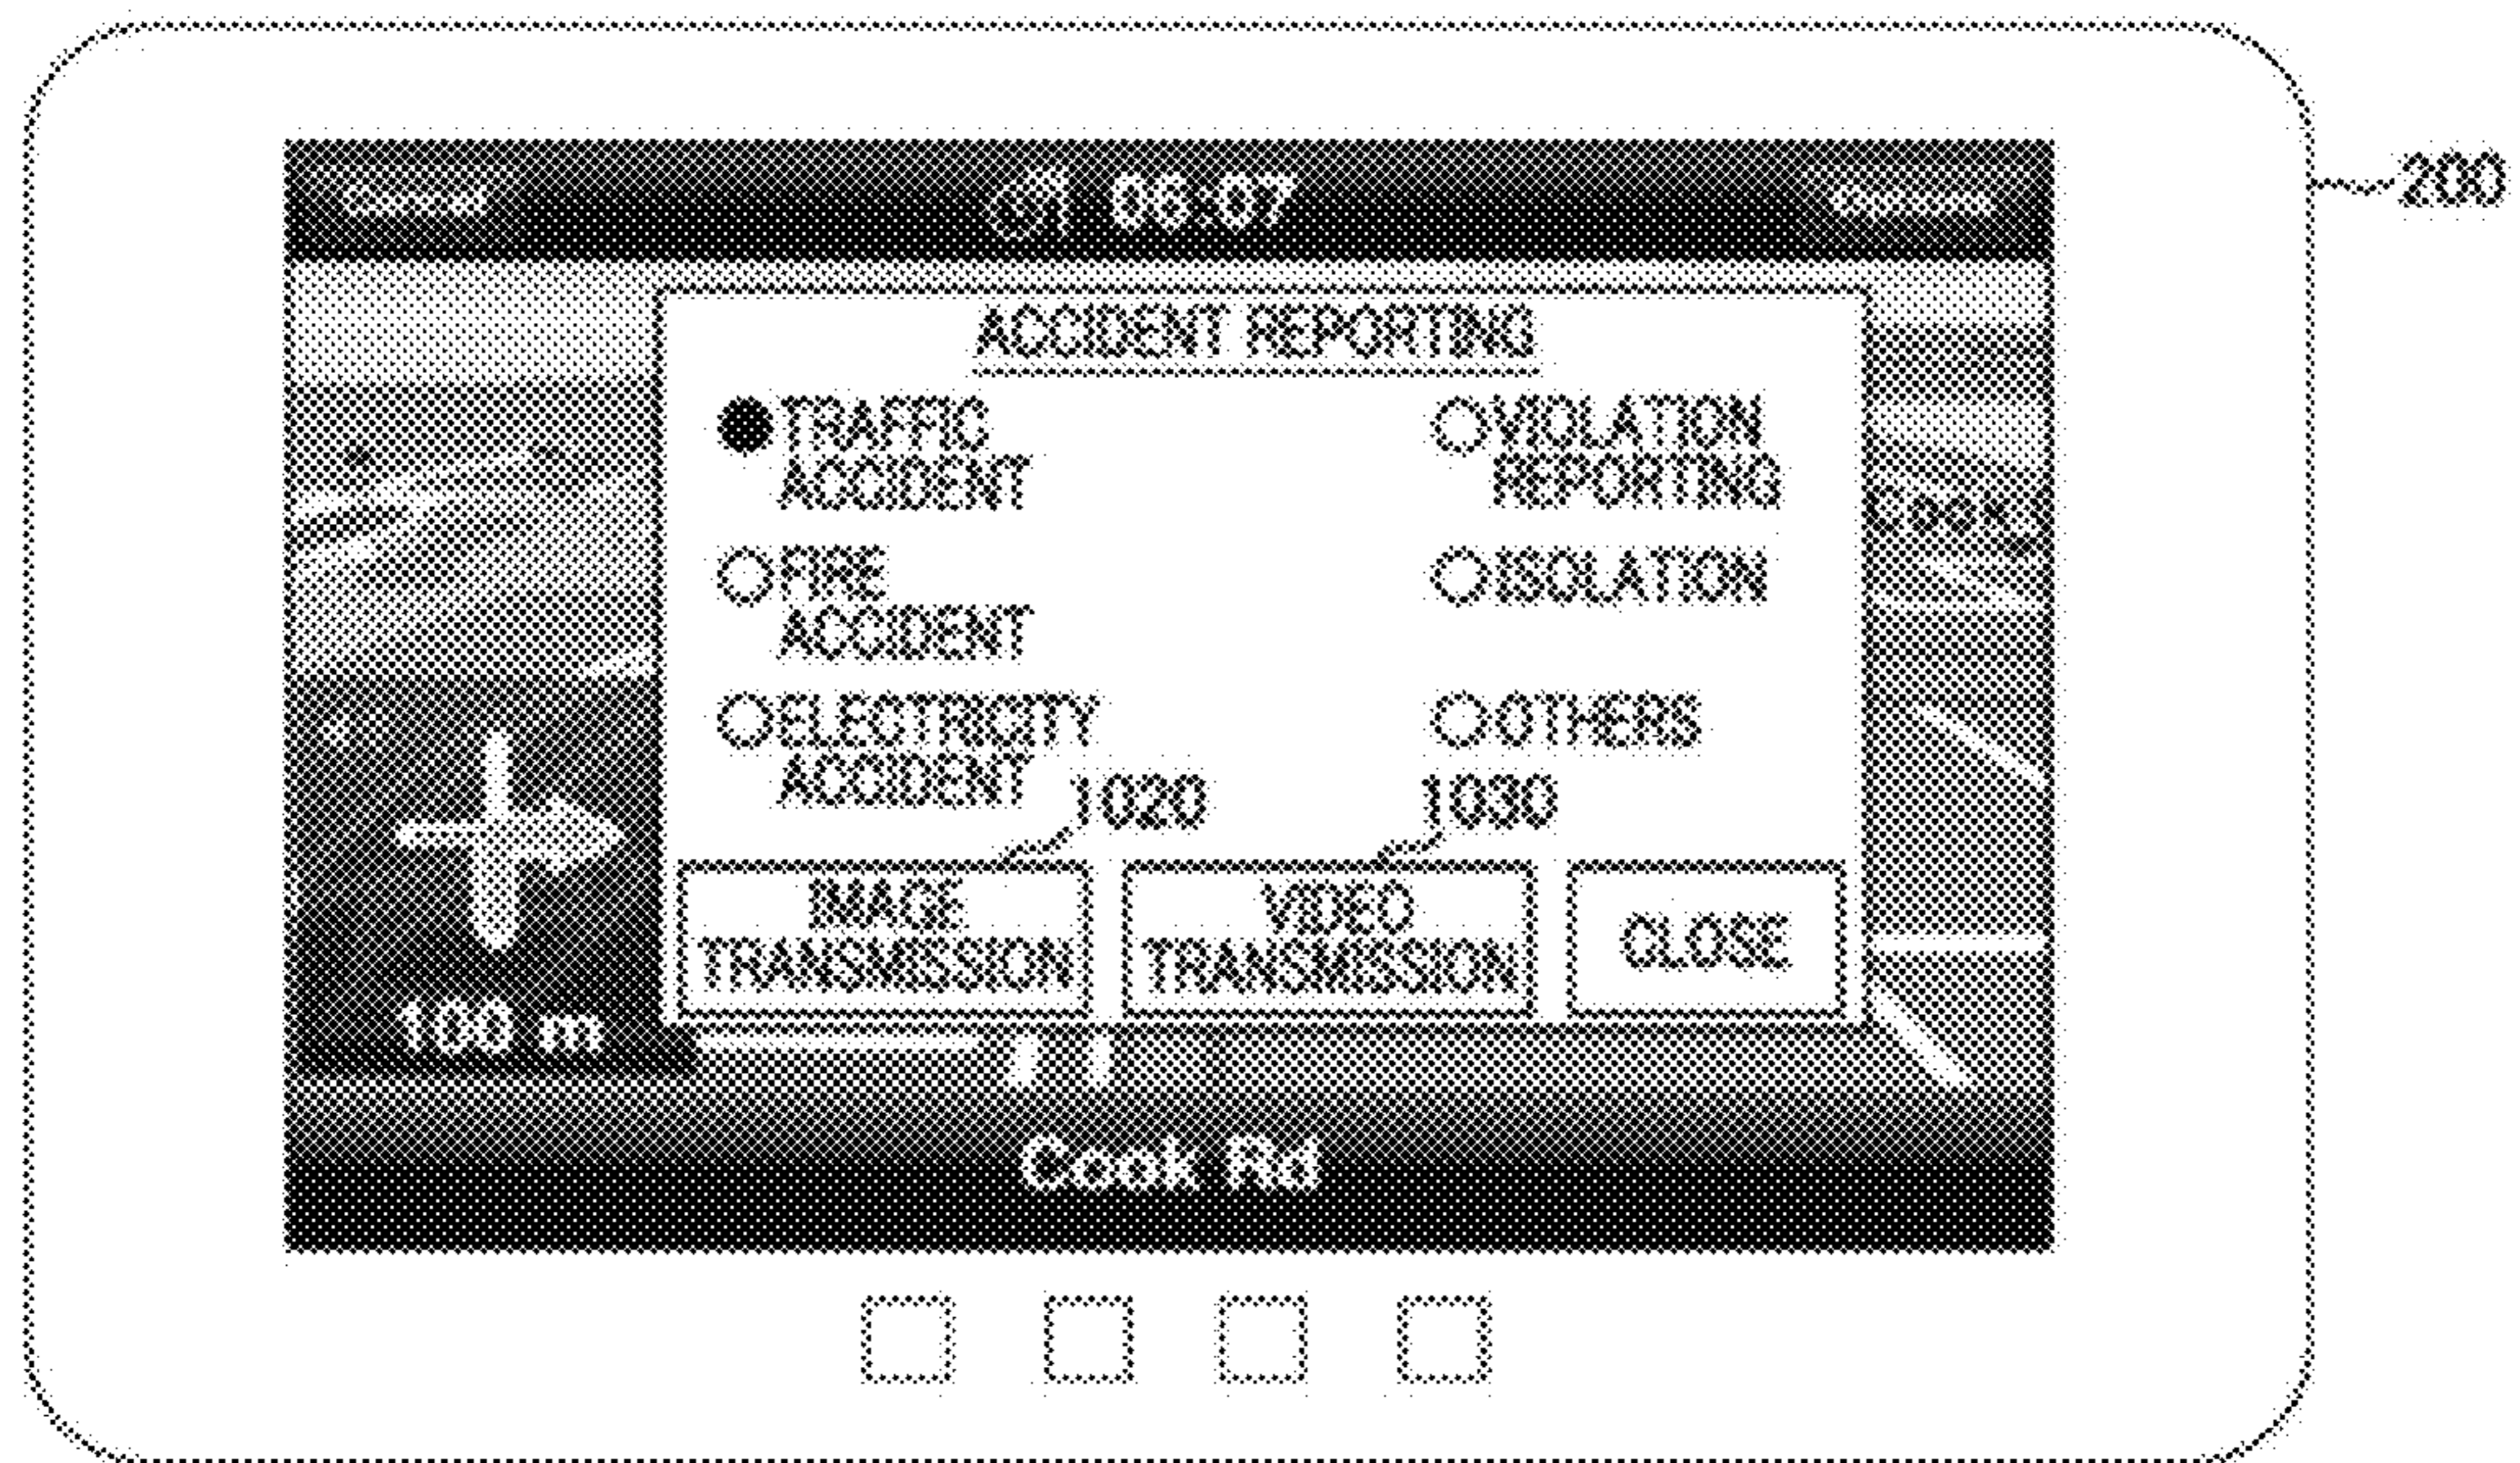 06:07
200
ACCIDENT REPORTING
TRAFFIC
ACCIDENT
VIOLATION
REPORTING
FIRE
ACCIDENT
ISOLATION
ELECTRICITY
ACCIDENT
OTHERS
1020
1030
IMAGE
TRANSMISSION
VIDEO
TRANSMISSION
CLOSE
100 m
Cook Rd